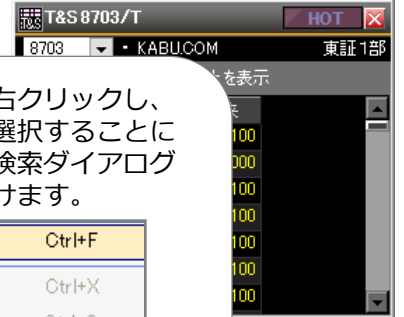 T&S 8703/T HOT
8703 • KABU.COM 東証1部
を表示
右クリックし、
選択することに
検索ダイアログ
けます。
100
000
100
100
100
100
100
Ctrl+F
Ctrl+X